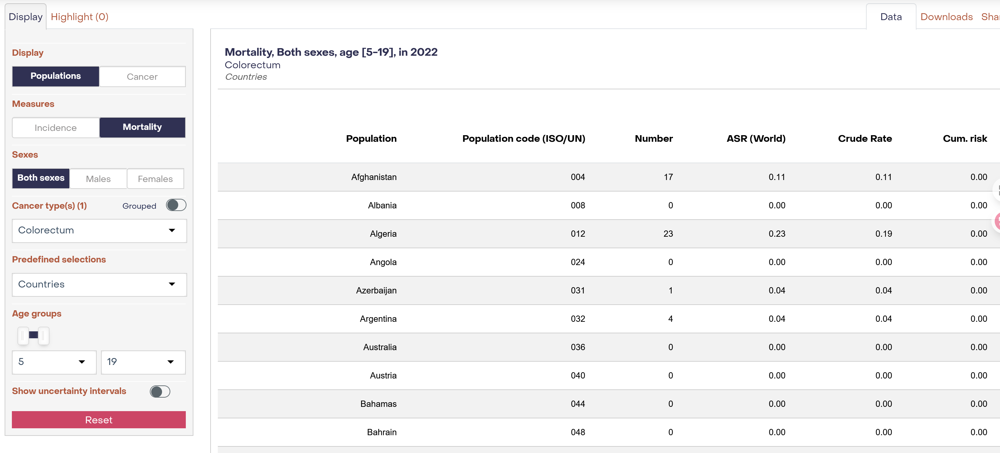 Display Highlight (0)
Data Downloads
Display
Populations Cancer
Measures
Incidence Mortality
Sexes
Both sexes Males Females
Cancer type(s) (1) Grouped
Colorectum
Predefined selections
Countries
Age groups
5 19
Show uncertainty intervals
Reset
Mortality, Both sexes, age [5-19], in 2022
Colorectum
Countries
Population Population code (ISO/UN) Number ASR (World) Crude Rate Cum. risk
Afghanistan 004 17 0.11 0.11 0.00
Albania 008 0 0.00 0.00 0.00
Algeria 012 23 0.23 0.19 0.00
Angola 024 0 0.00 0.00 0.00
Azerbaijan 031 1 0.04 0.04 0.00
Argentina 032 4 0.04 0.04 0.00
Australia 036 0 0.00 0.00 0.00
Austria 040 0 0.00 0.00 0.00
Bahamas 044 0 0.00 0.00 0.00
Bahrain 048 0 0.00 0.00 0.00